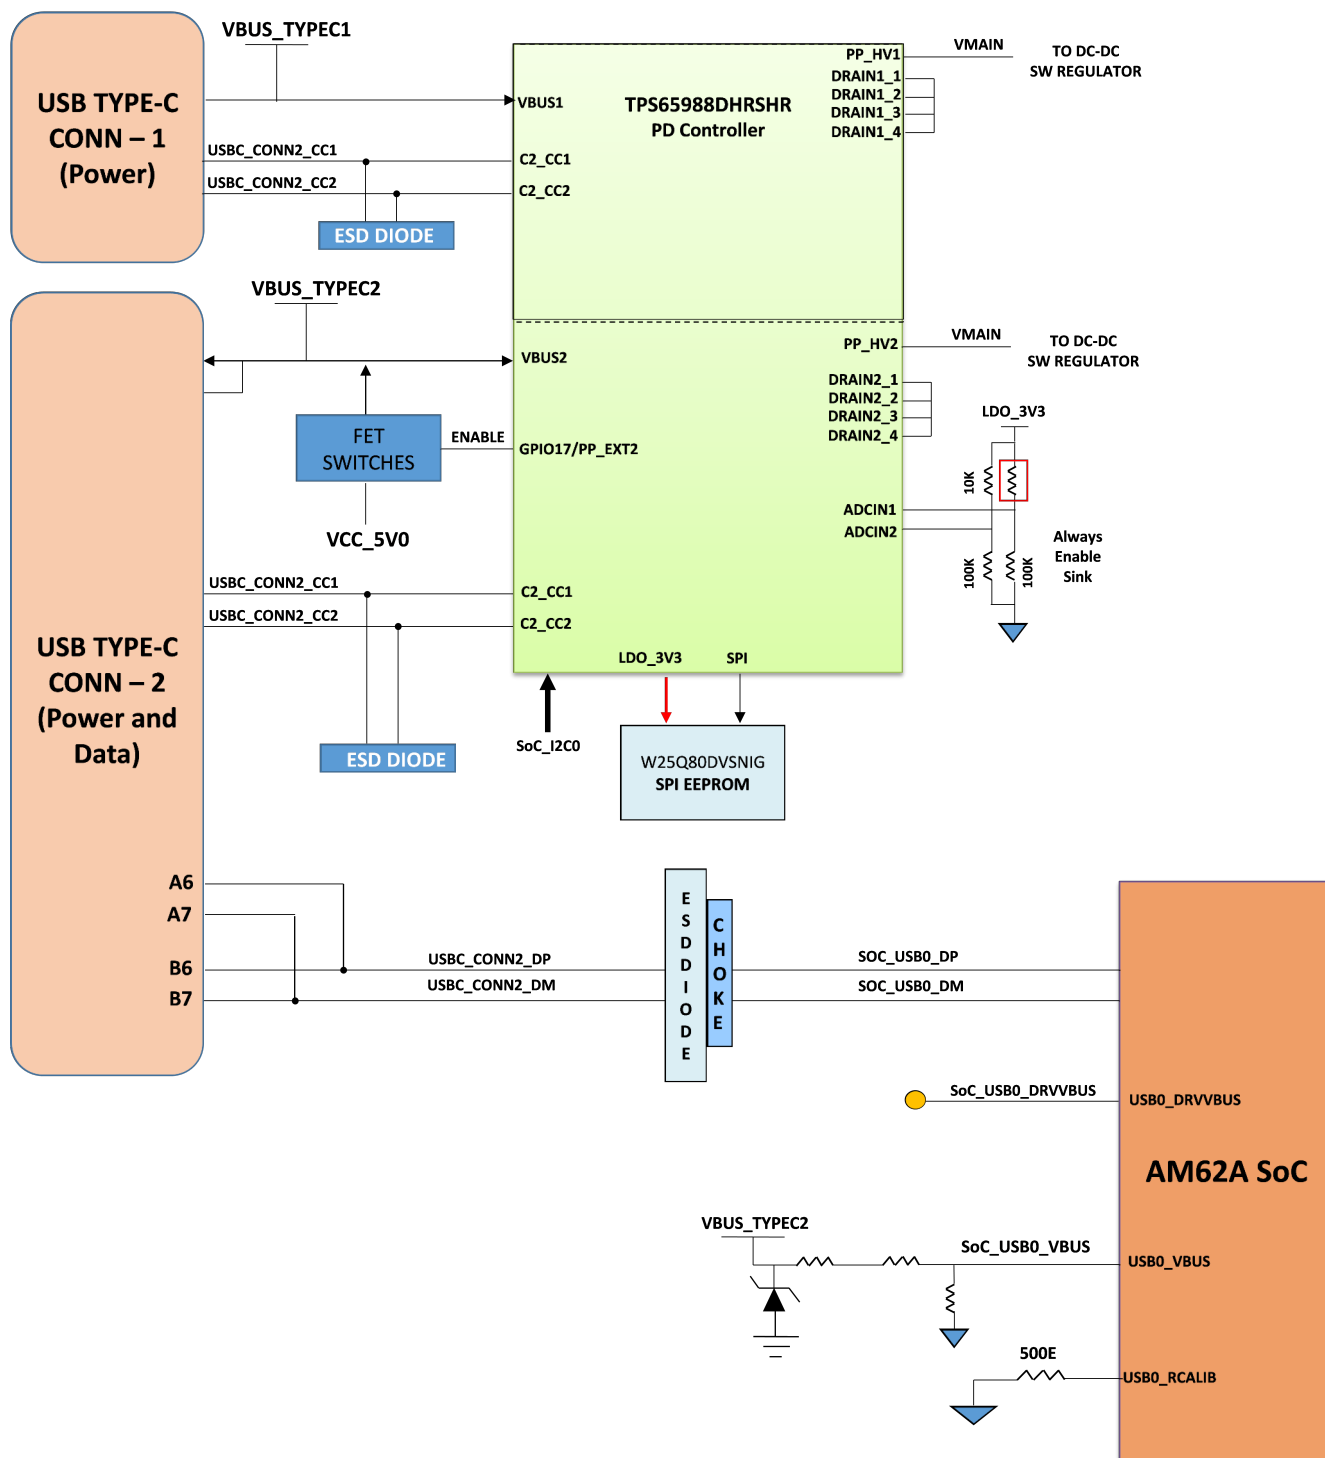 VBUS_TYPEC1
USB TYPE-C
CONN – 1
(Power)
USBC_CONN2_CC1
USBC_CONN2_CC2
ESD DIODE
VBUS1
C2_CC1
C2_CC2
TPS65988DHRSHR
PD Controller
PP_HV1
DRAIN1_1
DRAIN1_2
DRAIN1_3
DRAIN1_4
VMAIN
TO DC-DC
SW REGULATOR
VBUS_TYPEC2
VBUS2
FET
SWITCHES
ENABLE
GPIO17/PP_EXT2
VCC_5V0
PP_HV2
DRAIN2_1
DRAIN2_2
DRAIN2_3
DRAIN2_4
VMAIN
TO DC-DC
SW REGULATOR
LDO_3V3
10K
ADCIN1
ADCIN2
100K
100K
Always
Enable
Sink
USB TYPE-C
CONN – 2
(Power and
Data)
USBC_CONN2_CC1
USBC_CONN2_CC2
C2_CC1
C2_CC2
ESD DIODE
LDO_3V3
SPI
SoC_I2C0
W25Q80DVSNIG
SPI EEPROM
A6
A7
B6
B7
USBC_CONN2_DP
USBC_CONN2_DM
ESDDIODE
CHOKE
SOC_USB0_DP
SOC_USB0_DM
SoC_USB0_DRVVBUS
USB0_DRVVBUS
AM62A SoC
VBUS_TYPEC2
SoC_USB0_VBUS
USB0_VBUS
500E
USB0_RCALIB